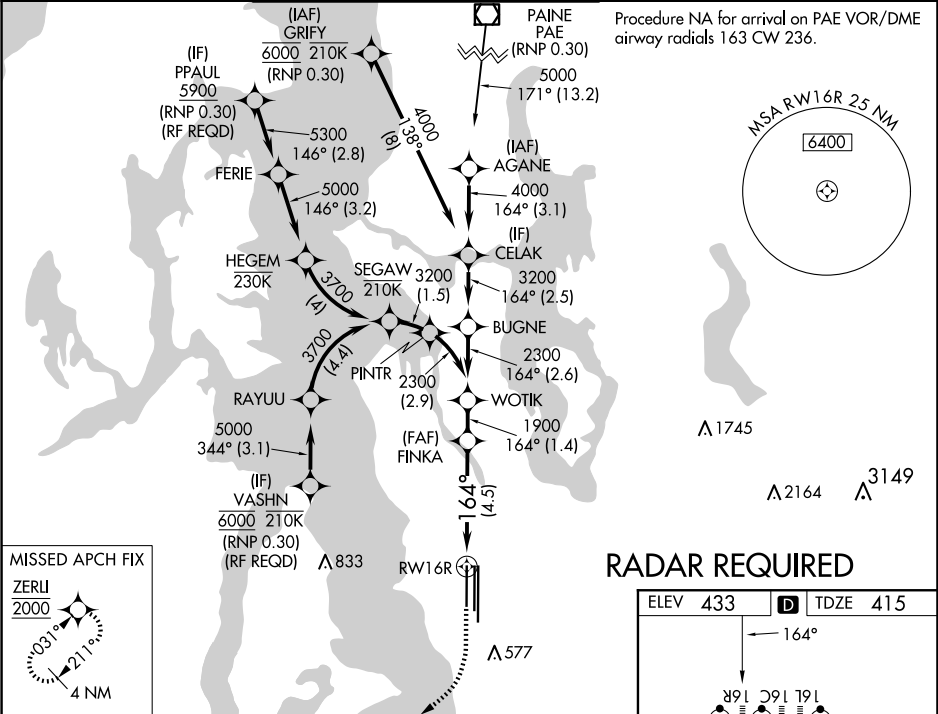 (IAF)
GRIFY
6000 210K
(RNP 0.30)
PAINE
PAE
(RNP 0.30)
5000
171° (13.2)
Procedure NA for arrival on PAE VOR/DME
airway radials 163 CW 236.
(IF)
PPAUL
5900
(RNP 0.30)
(RF REQD)
5300
146° (2.8)
4000
138°
(8)
MSA RW16R 25 NM
6400
FERIE
5000
146° (3.2)
(IAF)
AGANE
4000
164° (3.1)
(IF)
CELAK
HEGEM
230K
3700
(4)
SEGAW
210K
3200
(1.5)
3200
164° (2.5)
BUGNE
3700
(4.4)
PINTR
2300
(2.9)
2300
164° (2.6)
RAYUU
WOTIK
5000
344° (3.1)
1900
164° (1.4)
(FAF)
FINKA
1745
(IF)
VASHN
6000 210K
(RNP 0.30)
(RF REQD)
164°
(4.5)
2164
3149
833
RW16R
RADAR REQUIRED
MISSED APCH FIX
ZERLI
2000
031°
211°
4 NM
577
ELEV 433 D TDZE 415
164°
16R 16C 16L